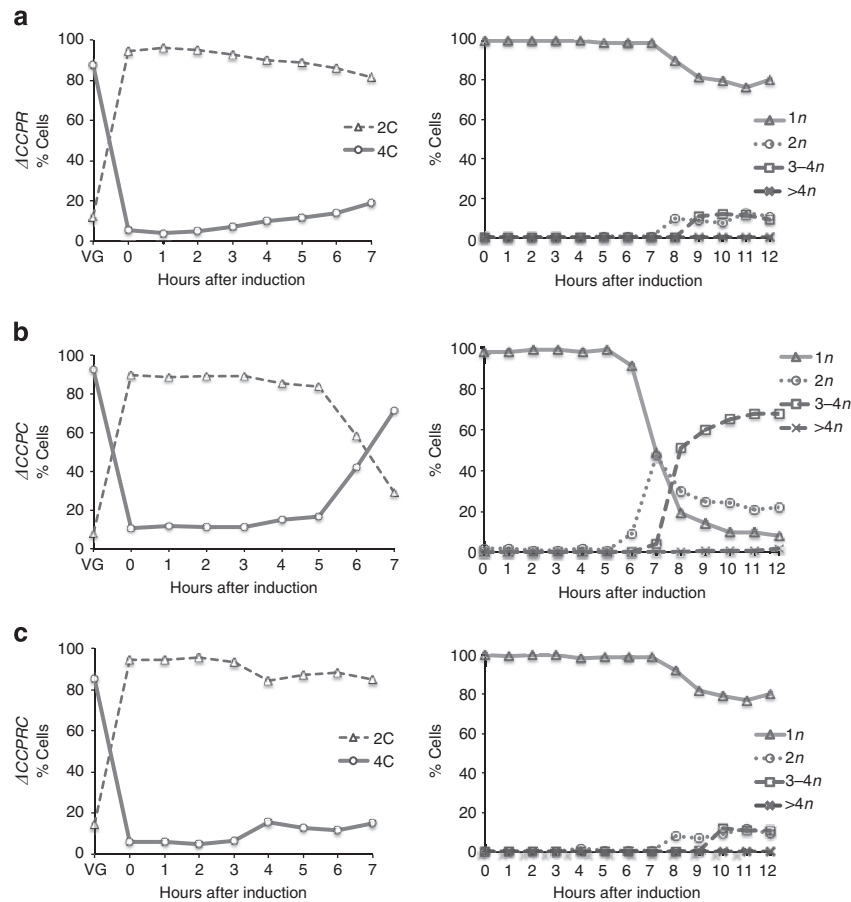 a
ΔCCPR
% Cells
100
80
60
40
20
0
VG 0 1 2 3 4 5 6 7
Hours after induction
2C
4C
% Cells
100
80
60
40
20
0
0 1 2 3 4 5 6 7 8 9 10 11 12
Hours after induction
1n
2n
3–4n
>4n
b
ΔCCPC
% Cells
100
80
60
40
20
0
VG 0 1 2 3 4 5 6 7
Hours after induction
% Cells
100
80
60
40
20
0
0 1 2 3 4 5 6 7 8 9 10 11 12
Hours after induction
1n
2n
3–4n
>4n
c
ΔCCPRC
% Cells
100
80
60
40
20
0
VG 0 1 2 3 4 5 6 7
Hours after induction
2C
4C
% Cells
100
80
60
40
20
0
0 1 2 3 4 5 6 7 8 9 10 11 12
Hours after induction
1n
2n
3–4n
>4n